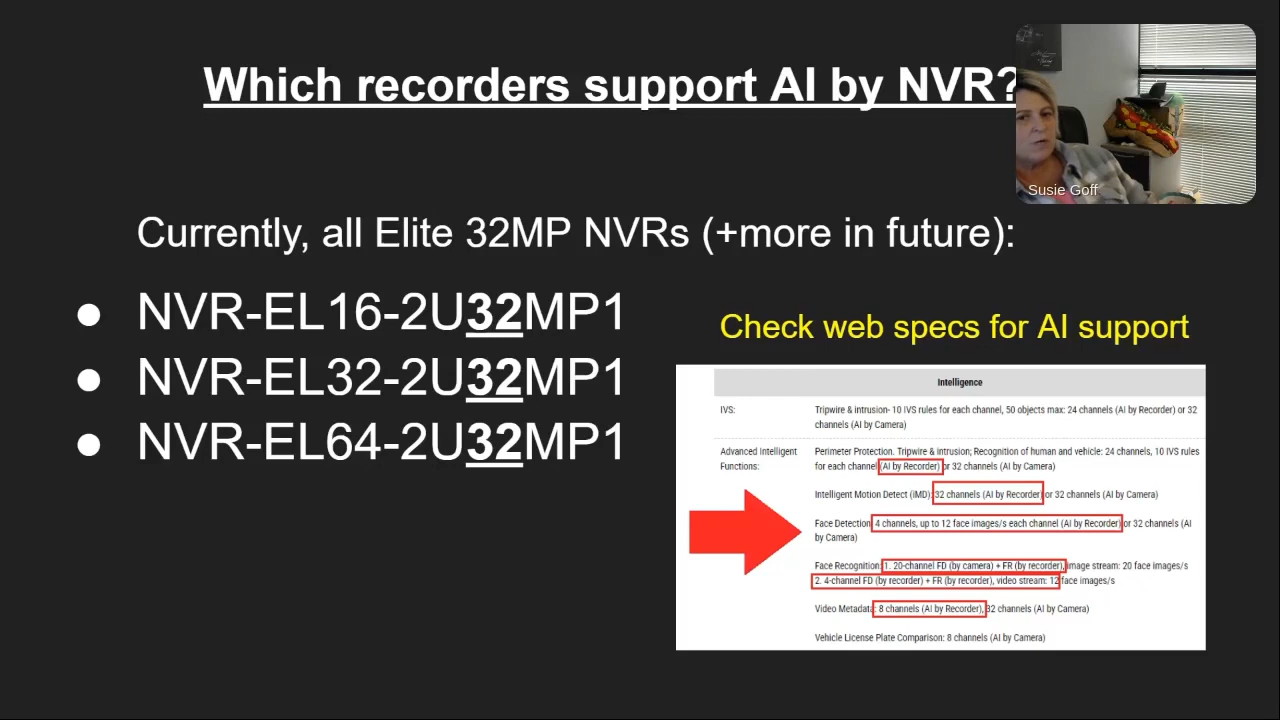 Which recorders support AI by NVR?
Susie Goff
Currently, all Elite 32MP NVRs (+more in future):
● NVR-EL16-2U32MP1
● NVR-EL32-2U32MP1
● NVR-EL64-2U32MP1
Check web specs for AI support
Intelligence
IVS: Tripwire & intrusion- 10 IVS rules for each channel, 50 objects max: 24 channels (AI by Recorder) or 32
channels (AI by Camera)
Advanced Intelligent Perimeter Protection. Tripwire & intrusion; Recognition of human and vehicle: 24 channels, 10 IVS rules
Functions: for each channel (AI by Recorder) or 32 channels (AI by Camera)
Intelligent Motion Detect (iMD): 32 channels (AI by Recorder) or 32 channels (AI by Camera)
Face Detection: 4 channels, up to 12 face images/s each channel (AI by Recorder) or 32 channels (AI
by Camera)
Face Recognition: 1. 20-channel FD (by camera) + FR (by recorder), image stream: 20 face images/s
2. 4-channel FD (by recorder) + FR (by recorder), video stream: 12 face images/s
Video Metadata: 8 channels (AI by Recorder), 32 channels (AI by Camera)
Vehicle License Plate Comparison: 8 channels (AI by Camera)